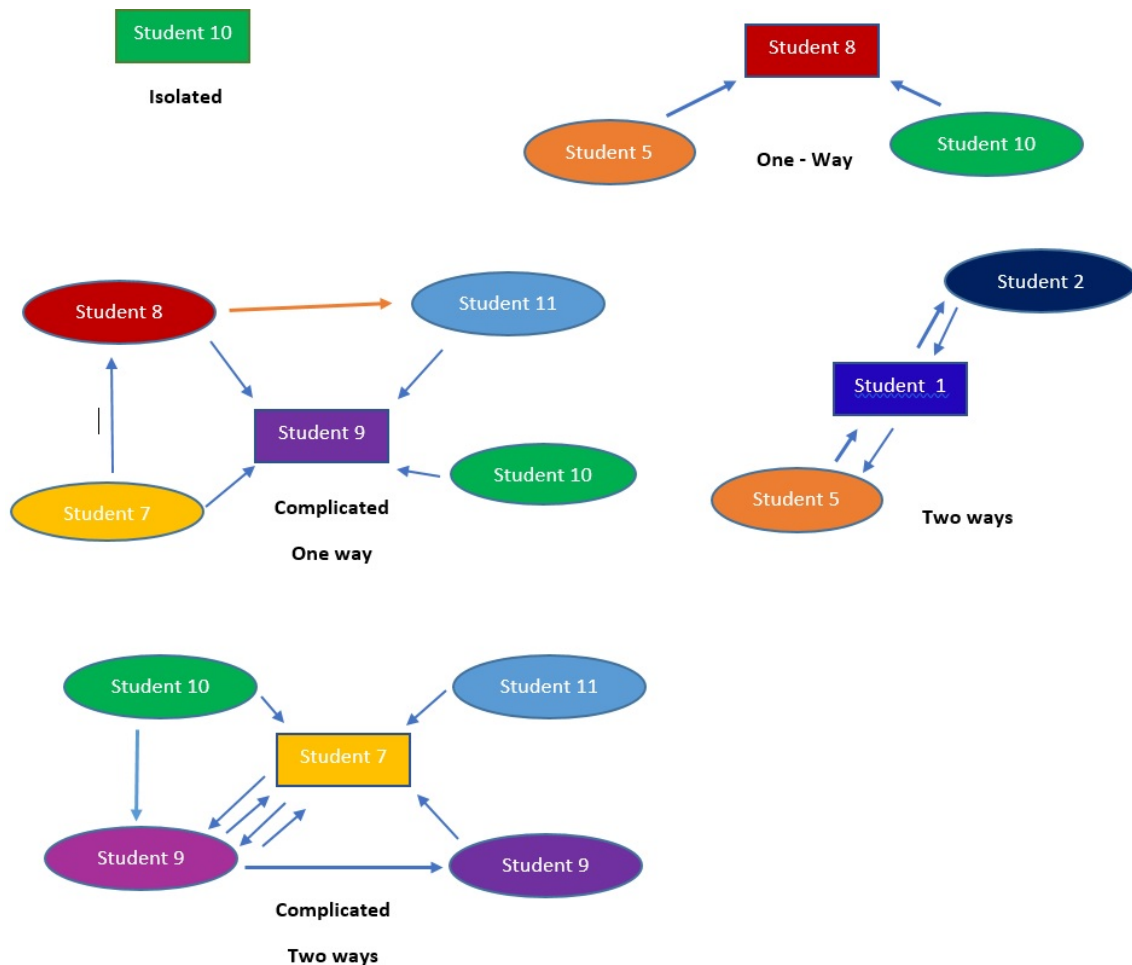 Student 10
Isolated
Student 8
Student 5
One - Way
Student 10
Student 8
Student 11
Student 9
Student 10
Student 7
Complicated
One way
Student 2
Student 1
Student 5
Two ways
Student 10
Student 11
Student 7
Student 9
Student 9
Complicated
Two ways